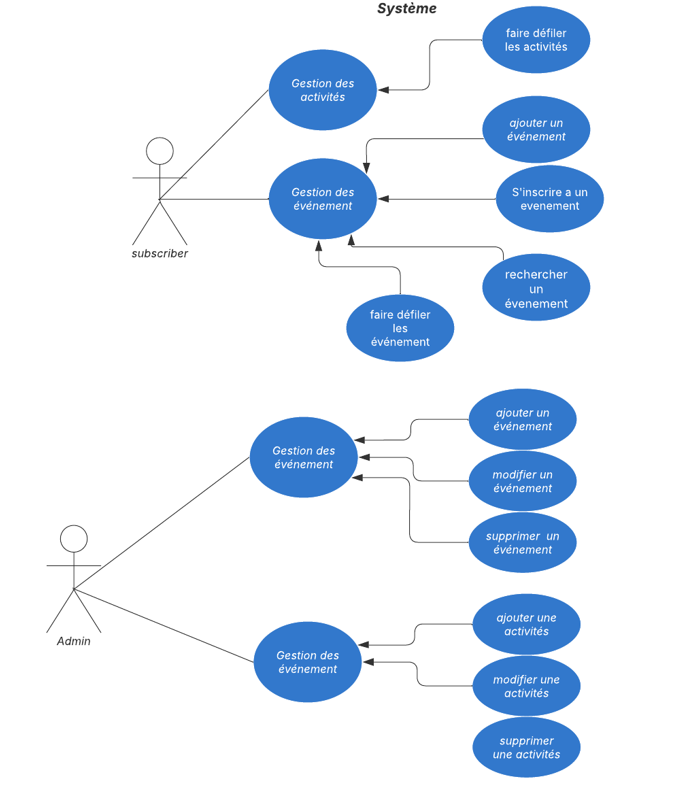 Système
faire défiler
les activités
Gestion des
activités
ajouter un
événement
Gestion des
événement
S'inscrire a un
evenement
subscriber
rechercher
un
évenement
faire défiler
les
événement
ajouter un
événement
Gestion des
événement
modifier un
événement
supprimer un
événement
Admin
ajouter une
activités
Gestion des
événement
modifier une
activités
supprimer
une activités